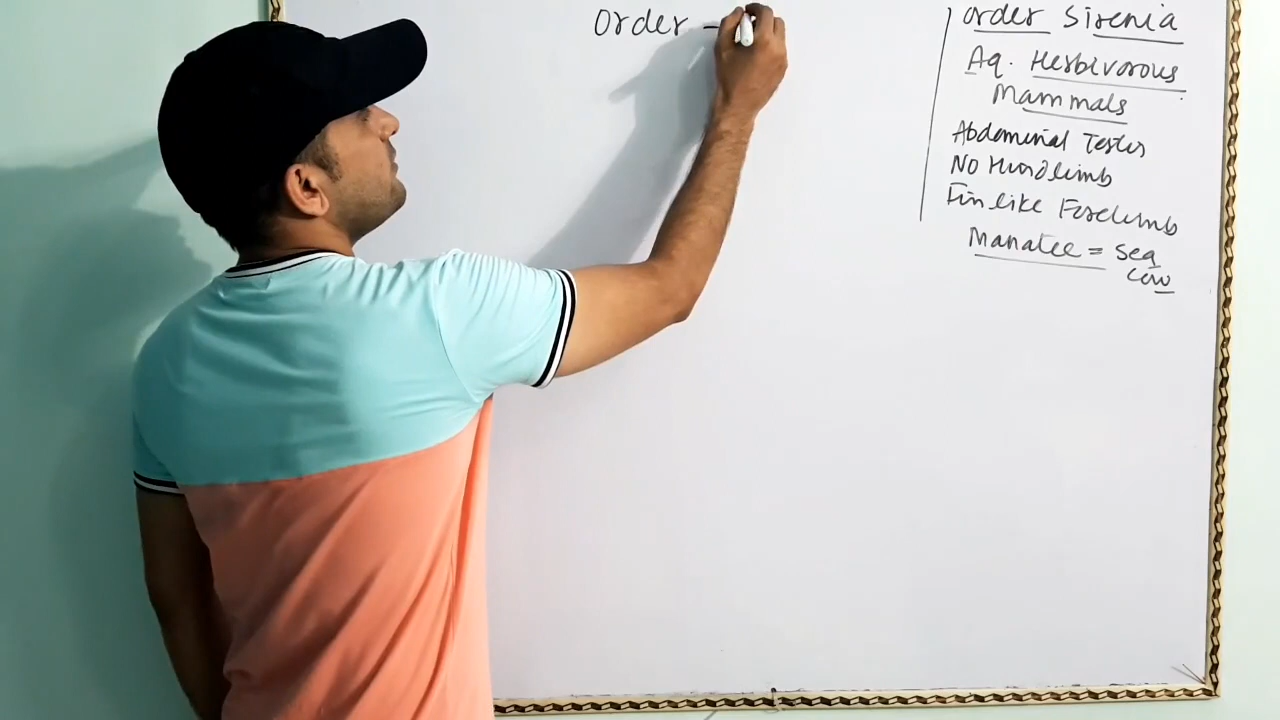 Order -
Order Sirenia
Aq. Herbivorous
Mammals
Abdominal Testes
No Hindlimb
Fin like Forelimb
Manatee = Sea
Cow